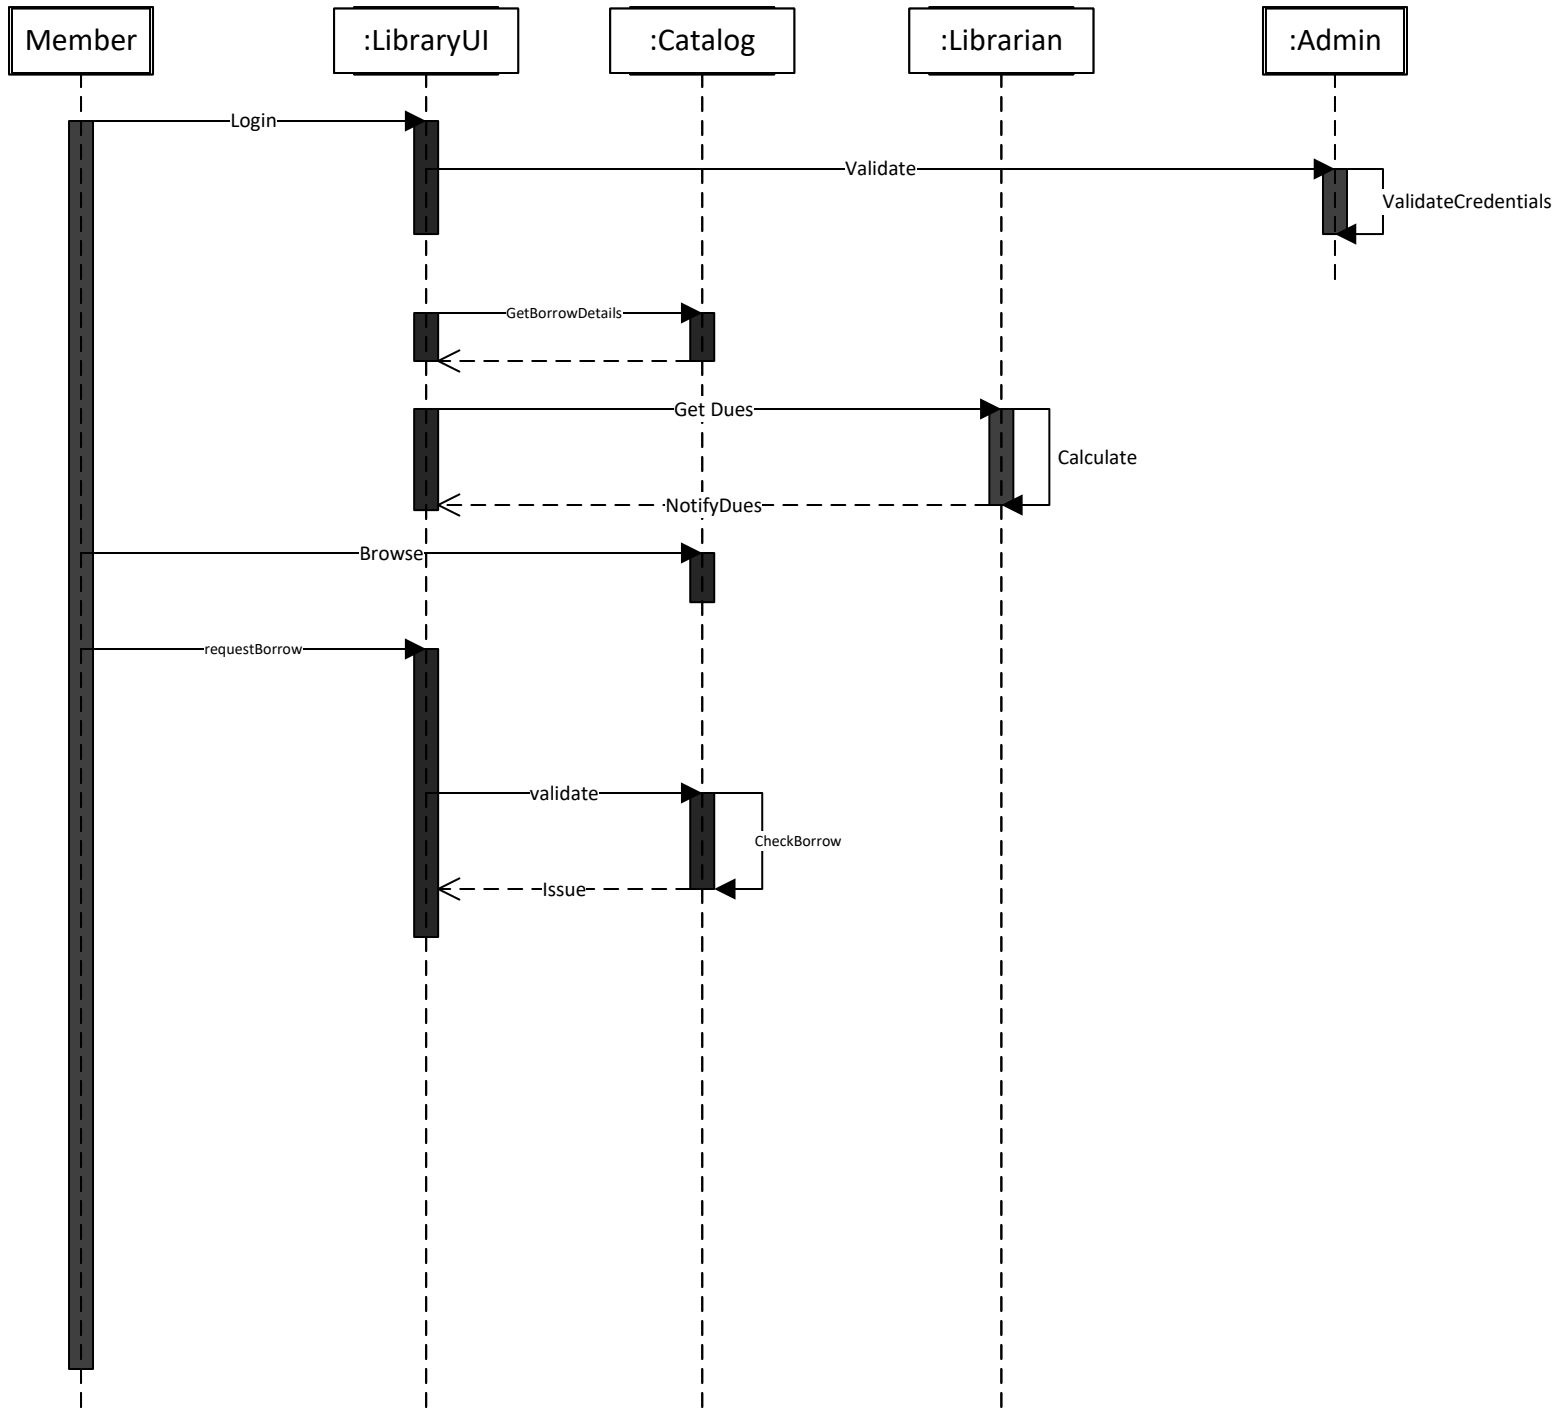 Member
:LibraryUI
:Catalog
:Librarian
:Admin
Login
Validate
ValidateCredentials
GetBorrowDetails
Get Dues
Calculate
NotifyDues
Browse
requestBorrow
validate
CheckBorrow
Issue